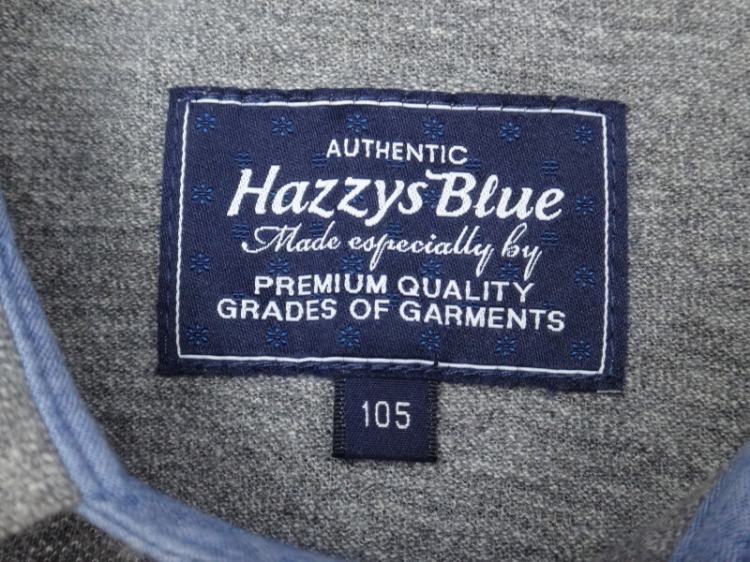 AUTHENTIC
Hazzys Blue
Made especially by
PREMIUM QUALITY
GRADES OF GARMENTS
105